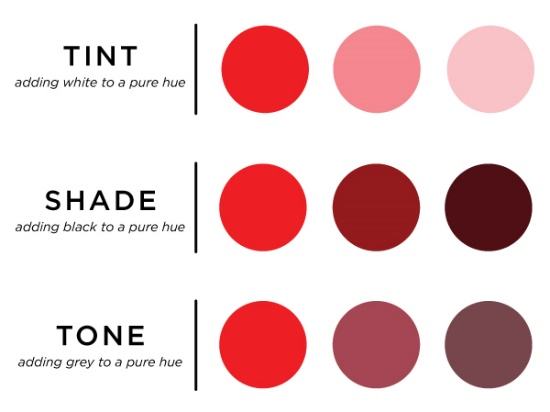 TINT
adding white to a pure hue
SHADE
adding black to a pure hue
TONE
adding grey to a pure hue